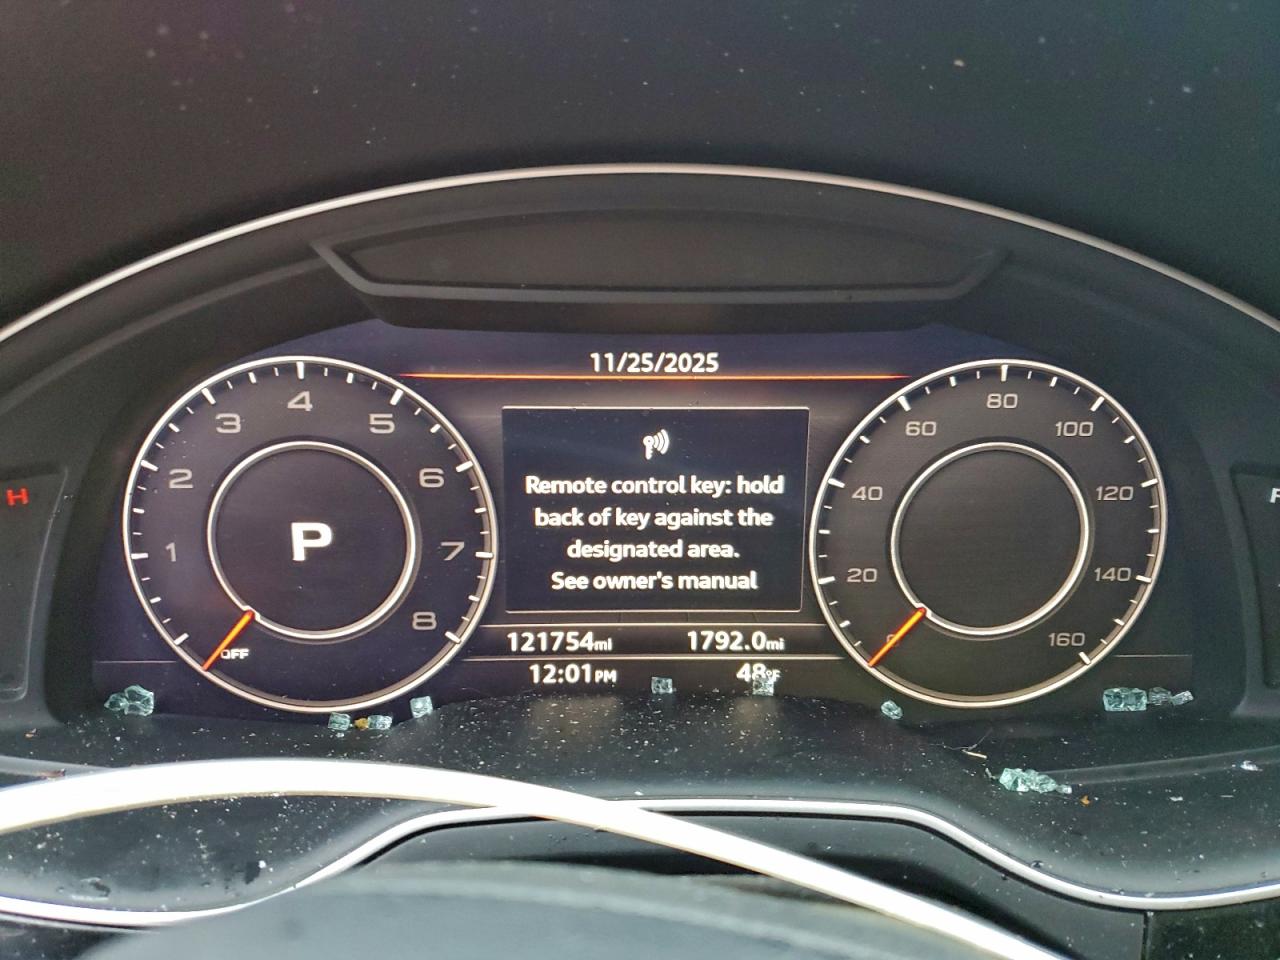 11/25/2025
1
2
3
4
5
6
7
8
OFF
P
Remote control key: hold
back of key against the
designated area.
See owner's manual
20
40
60
80
100
120
140
160
121754mi 1792.0mi
12:01PM 48°F
H